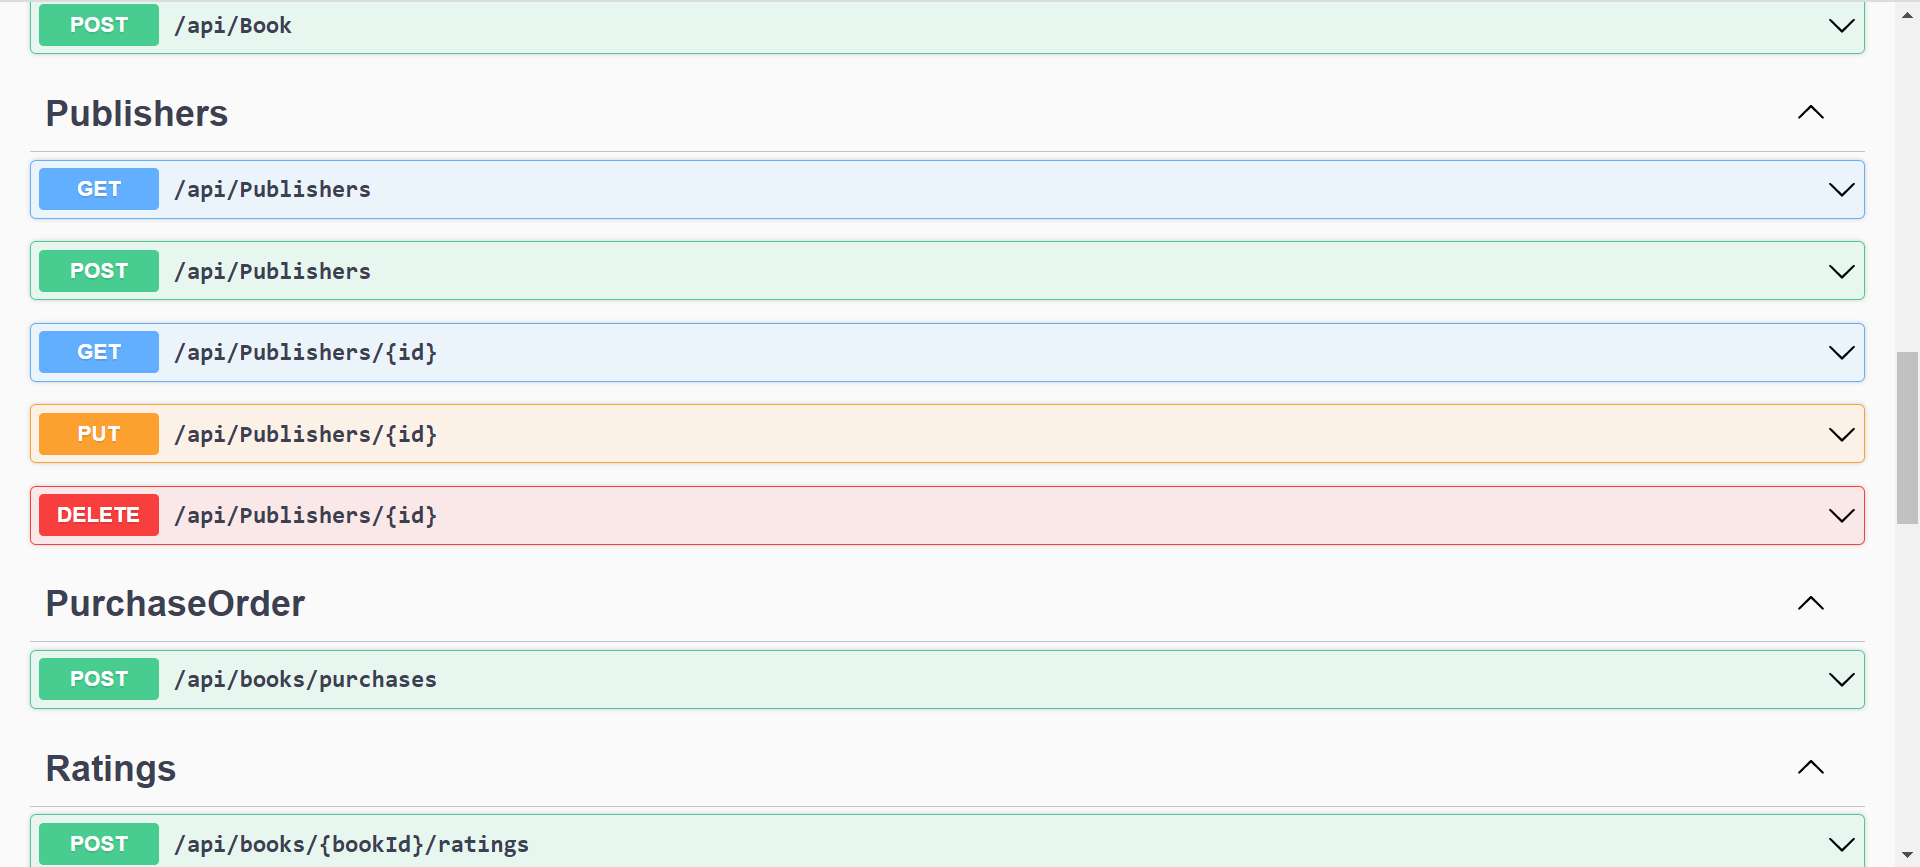 POST /api/Book
Publishers
GET /api/Publishers
POST /api/Publishers
GET /api/Publishers/{id}
PUT /api/Publishers/{id}
DELETE /api/Publishers/{id}
PurchaseOrder
POST /api/books/purchases
Ratings
POST /api/books/{bookId}/ratings